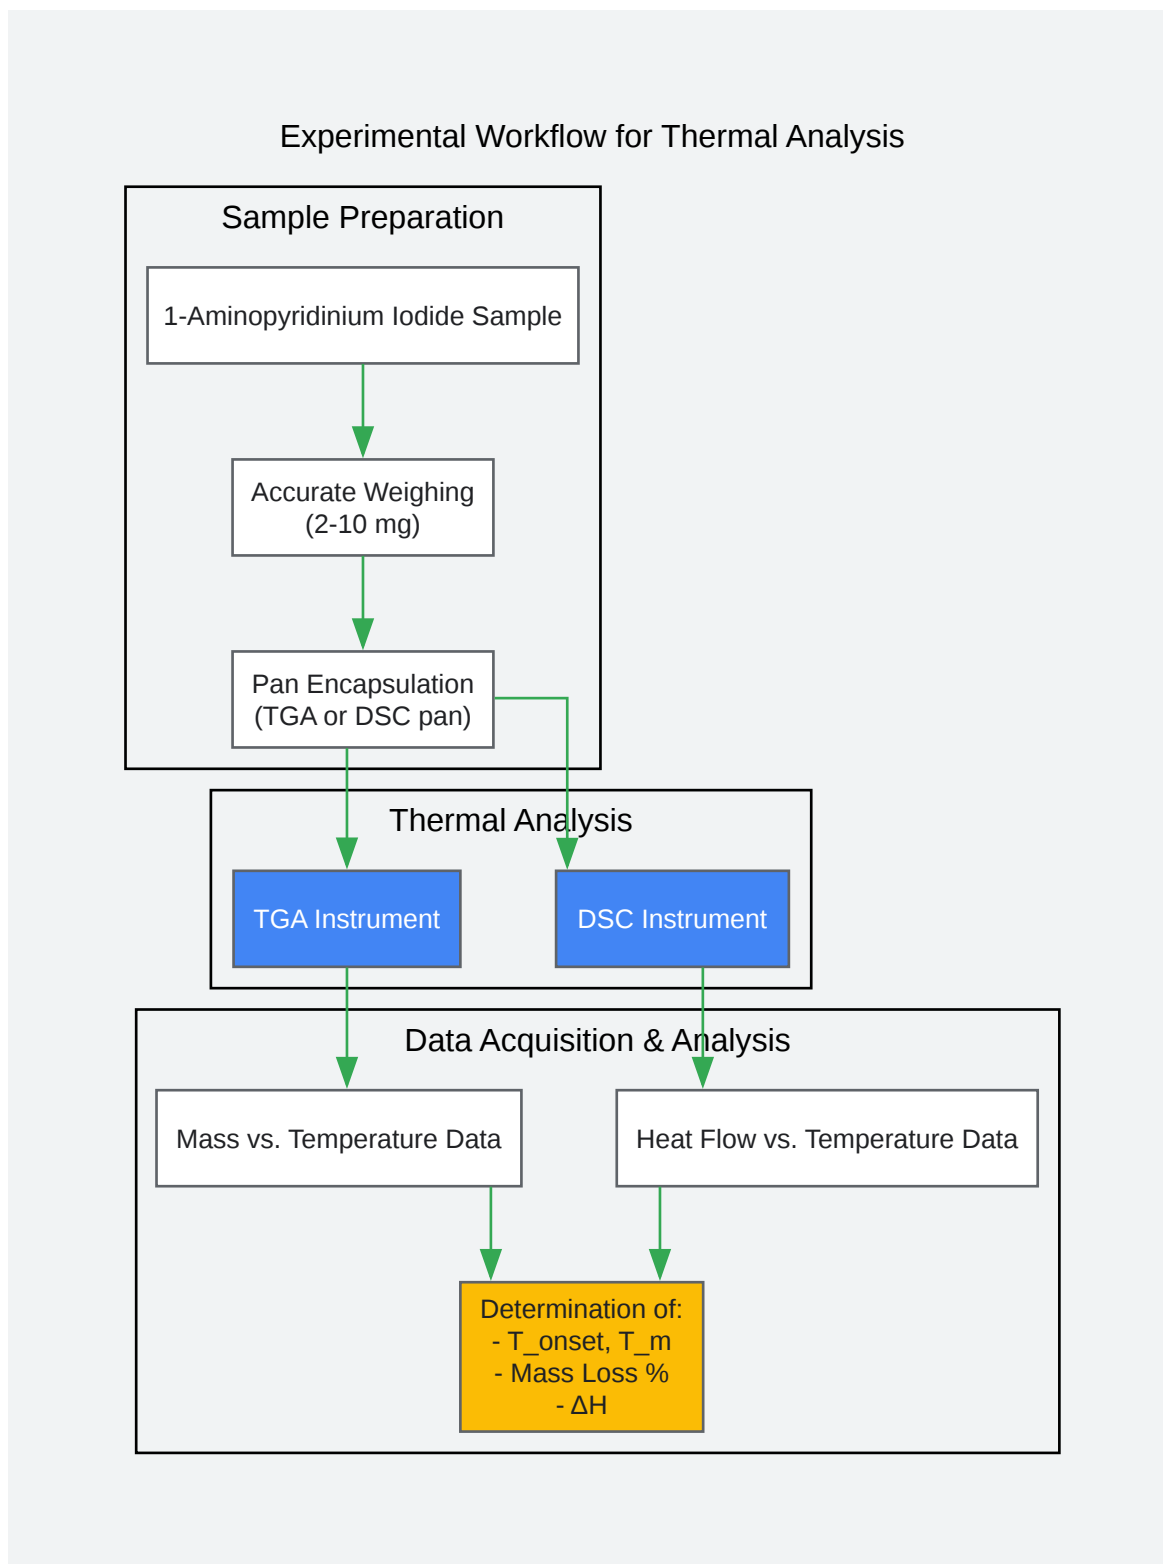 Experimental Workflow for Thermal Analysis
Sample Preparation
1-Aminopyridinium Iodide Sample
Accurate Weighing
(2-10 mg)
Pan Encapsulation
(TGA or DSC pan)
Thermal Analysis
TGA Instrument
DSC Instrument
Data Acquisition & Analysis
Mass vs. Temperature Data
Heat Flow vs. Temperature Data
Determination of:
- T_onset, T_m
- Mass Loss %
- ΔH